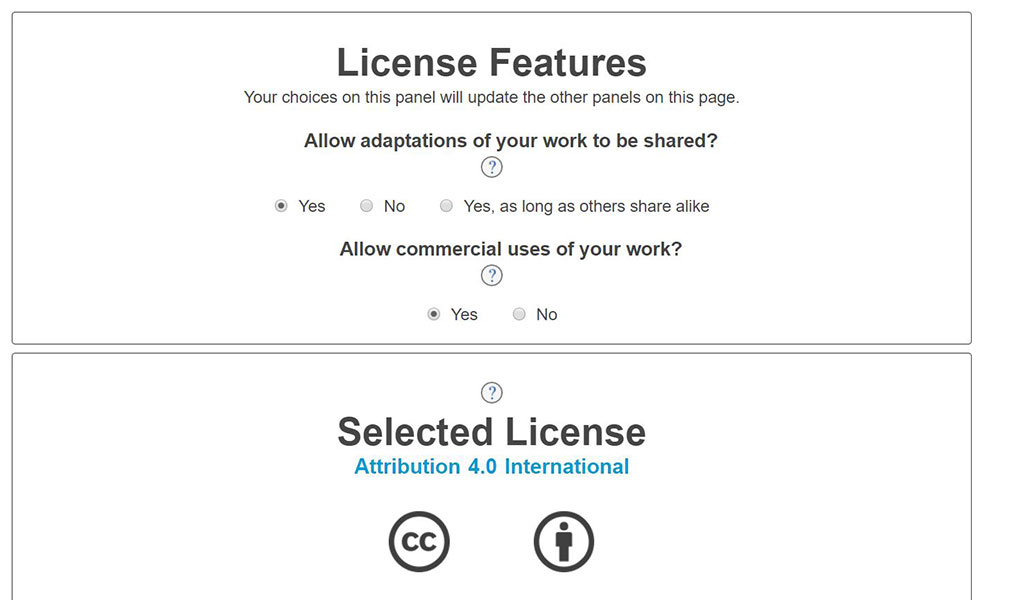 License Features
Your choices on this panel will update the other panels on this page.
Allow adaptations of your work to be shared?
?
Yes No Yes, as long as others share alike
Allow commercial uses of your work?
?
Yes No
?
Selected License
Attribution 4.0 International
cc